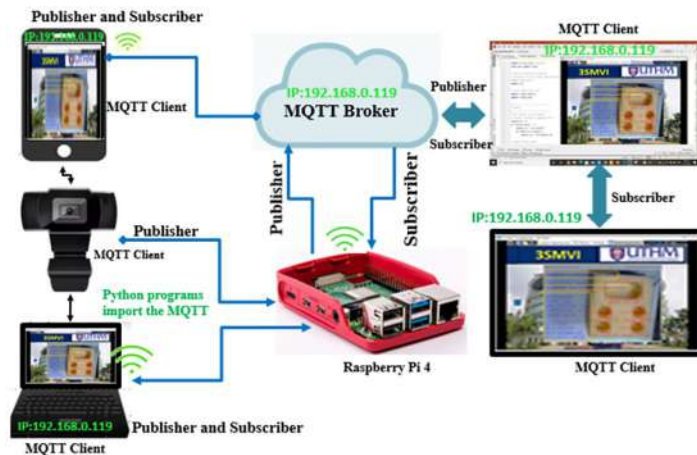 Publisher and Subscriber
IP:192.168.0.119
3SMVI
UTHM
MQTT Client
IP:192.168.0.119
MQTT Broker
Publisher
Subscriber
MQTT Client
IP:192.168.0.119
3SMVI
UTHM
Publisher
Subscriber
Publisher
MQTT Client
Subscriber
IP:192.168.0.119
3SMVI
UTHM
MQTT Client
Python programs
import the MQTT
Raspberry Pi 4
IP:192.168.0.119
Publisher and Subscriber
MQTT Client